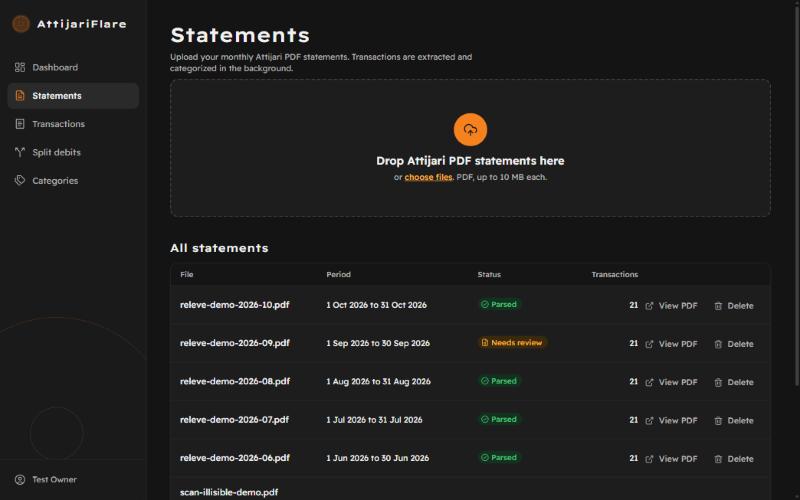 AttijariFlare
Dashboard
Statements
Transactions
Split debits
Categories
Test Owner
Statements
Upload your monthly Attijari PDF statements. Transactions are extracted and
categorized in the background.
Drop Attijari PDF statements here
or choose files. PDF, up to 10 MB each.
All statements
File Period Status Transactions
releve-demo-2026-10.pdf 1 Oct 2026 to 31 Oct 2026 Parsed 21 View PDF Delete
releve-demo-2026-09.pdf 1 Sep 2026 to 30 Sep 2026 Needs review 21 View PDF Delete
releve-demo-2026-08.pdf 1 Aug 2026 to 31 Aug 2026 Parsed 21 View PDF Delete
releve-demo-2026-07.pdf 1 Jul 2026 to 31 Jul 2026 Parsed 21 View PDF Delete
releve-demo-2026-06.pdf 1 Jun 2026 to 30 Jun 2026 Parsed 21 View PDF Delete
scan-illisible-demo.pdf